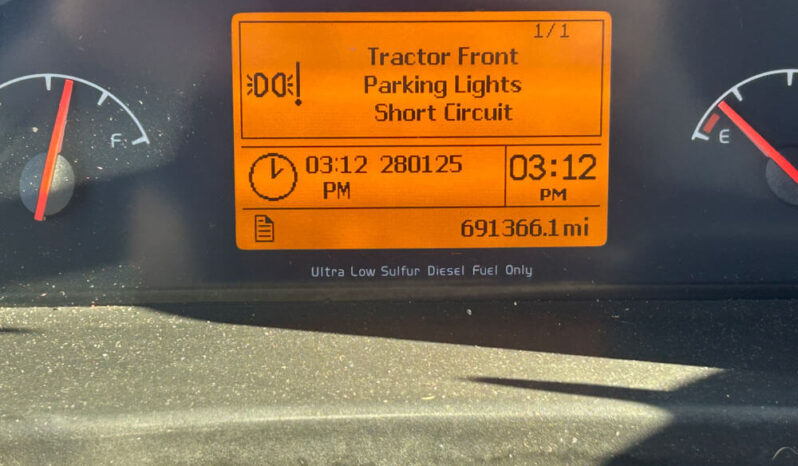 1/1
Tractor Front
Parking Lights
Short Circuit
03:12 280125
PM
03:12
PM
691366.1mi
F
E
Ultra Low Sulfur Diesel Fuel Only